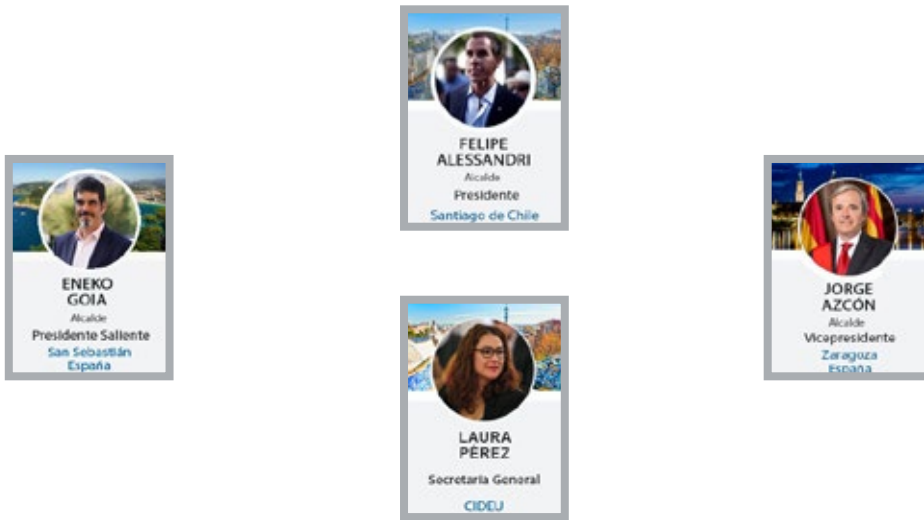 FELIPE
ALESSANDRI
Alcalde
Presidente
Santiago de Chile
ENEKO
GOIA
Alcalde
Presidente Saliente
San Sebastián
España
JORGE
AZCÓN
Alcalde
Vicepresidente
Zaragoza
España
LAURA
PÉREZ
Secretaria General
CIDEU